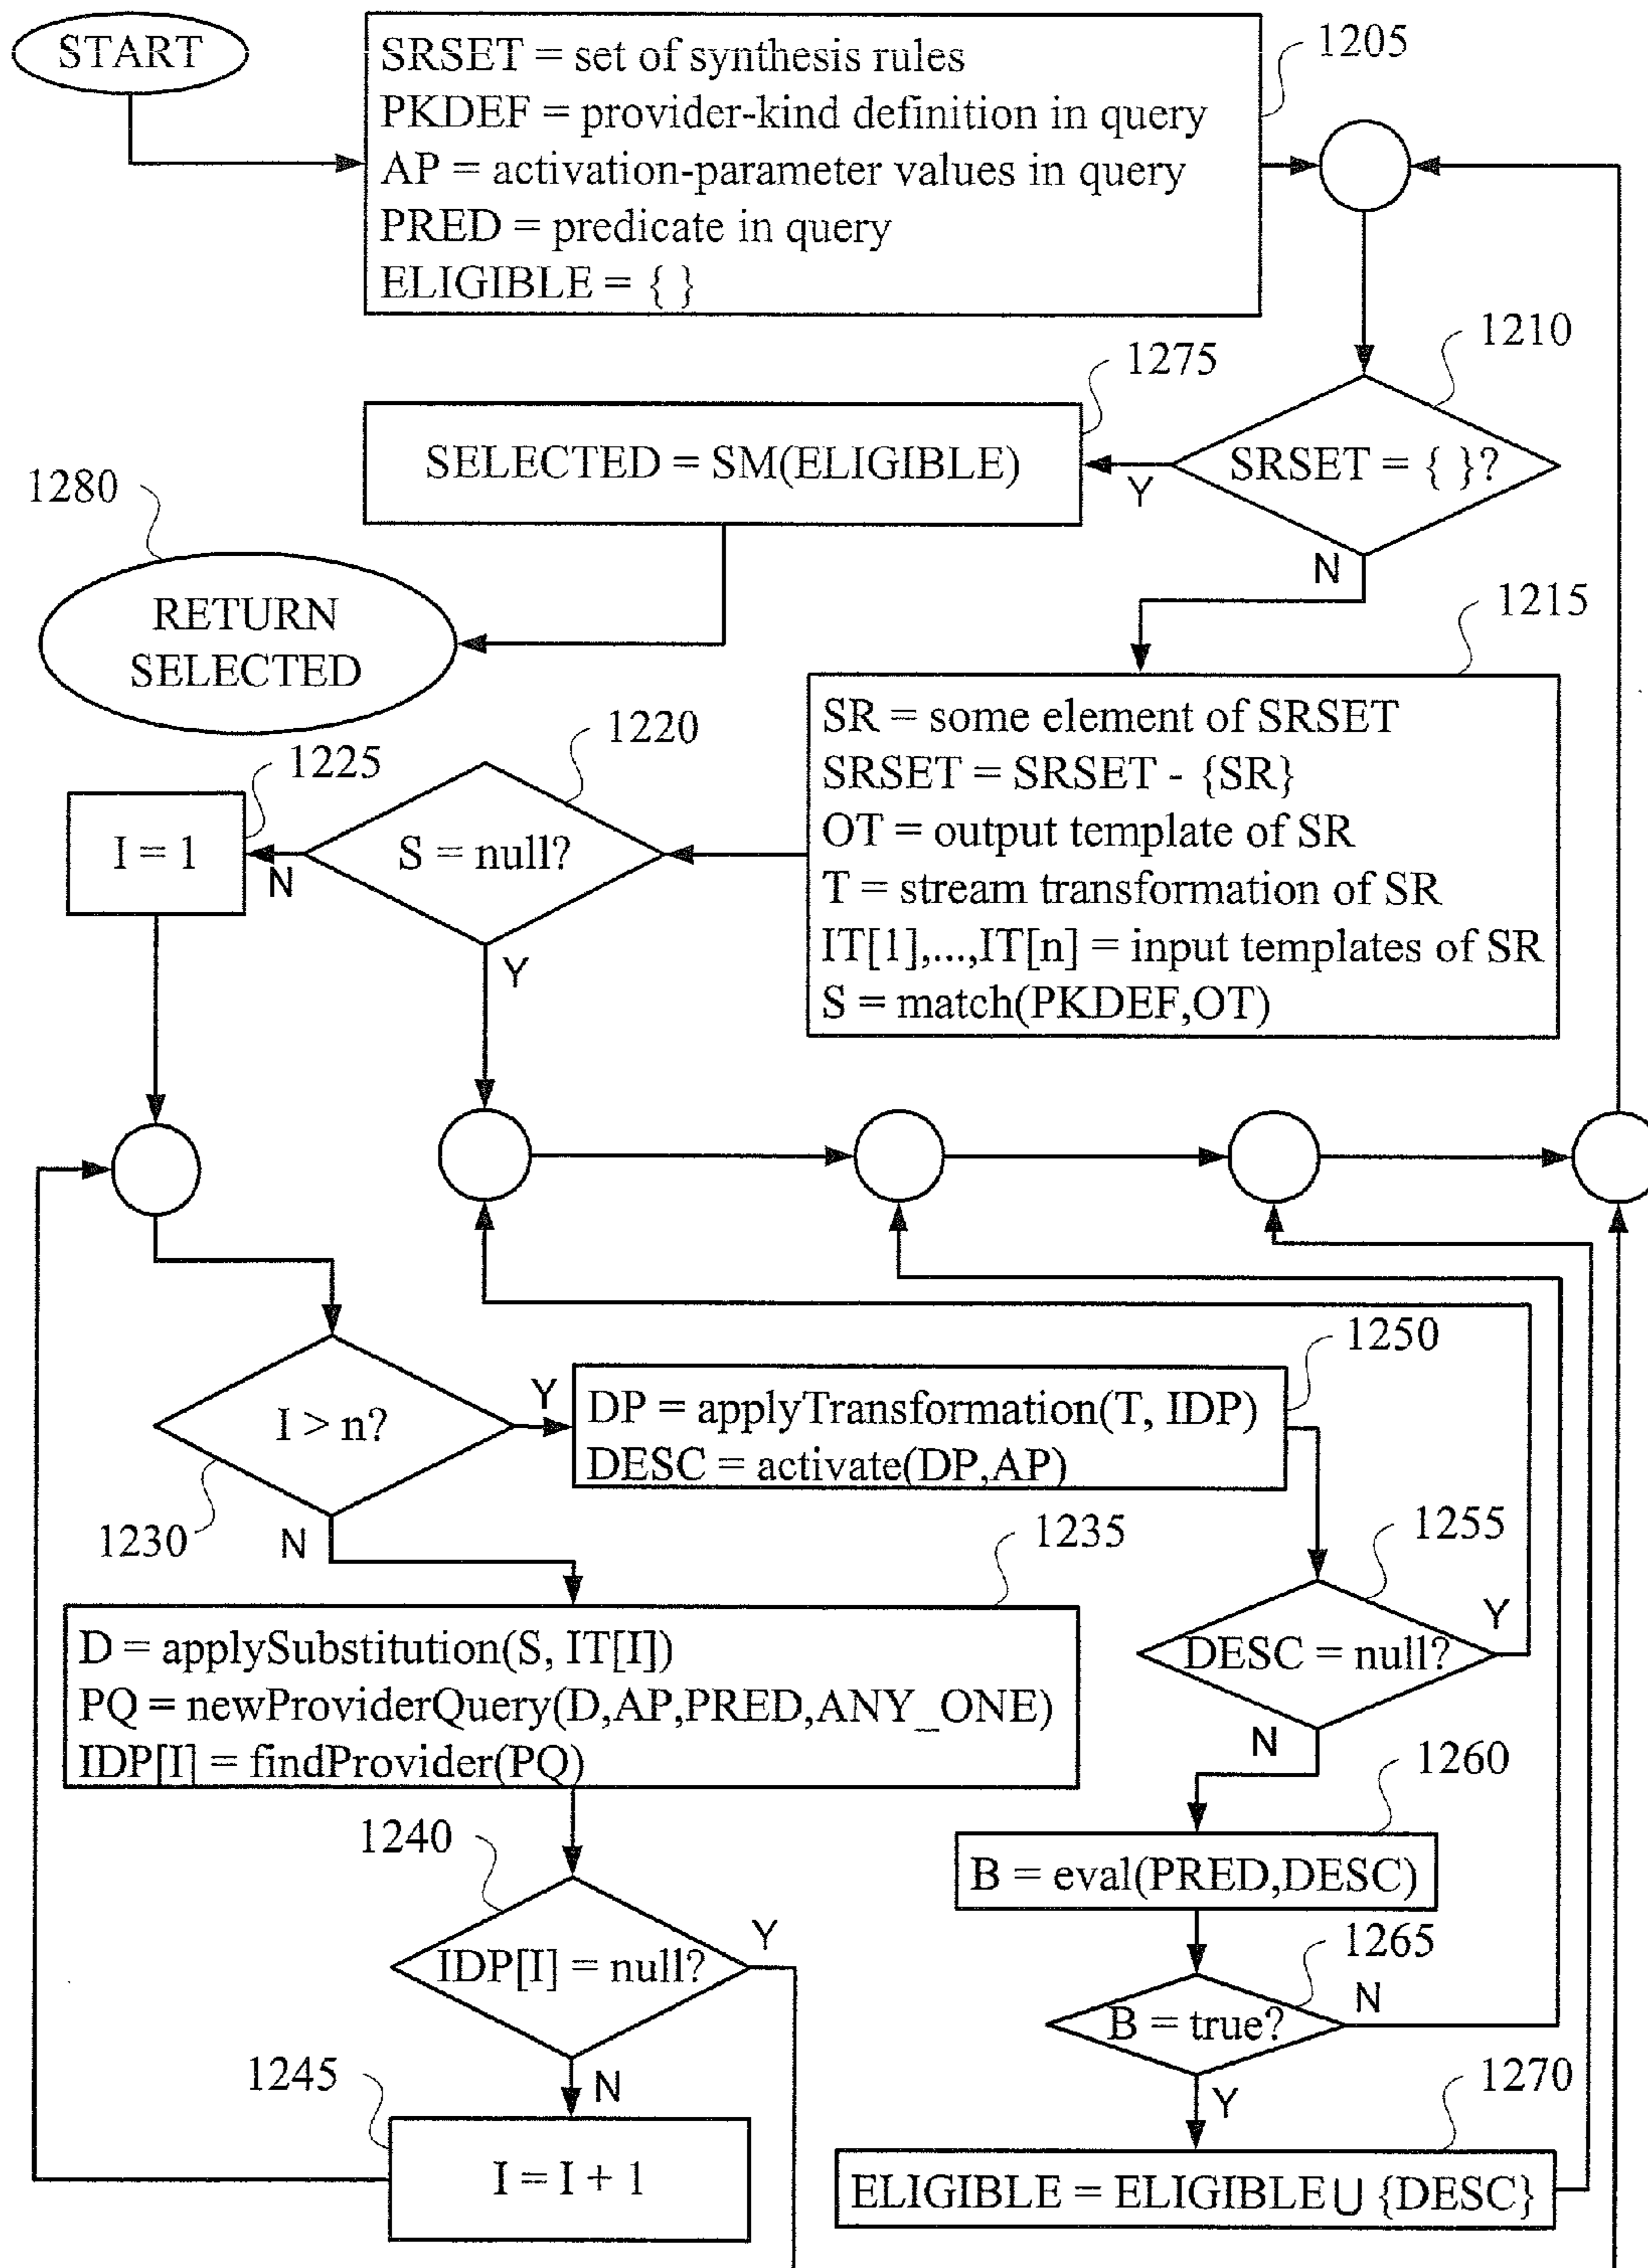 START
SRSET = set of synthesis rules
PKDEF = provider-kind definition in query
AP = activation-parameter values in query
PRED = predicate in query
ELIGIBLE = { }
1205
1210
SRSET = { }?
Y
N
1275
SELECTED = SM(ELIGIBLE)
1280
RETURN
SELECTED
1215
SR = some element of SRSET
SRSET = SRSET - {SR}
OT = output template of SR
T = stream transformation of SR
IT[1],...,IT[n] = input templates of SR
S = match(PKDEF,OT)
1220
S = null?
N
Y
1225
I = 1
I > n?
1230
Y
N
1250
DP = applyTransformation(T, IDP)
DESC = activate(DP,AP)
1235
D = applySubstitution(S, IT[I])
PQ = newProviderQuery(D,AP,PRED,ANY_ONE)
IDP[I] = findProvider(PQ)
1255
DESC = null?
Y
N
1240
IDP[I] = null?
Y
N
1260
B = eval(PRED,DESC)
1265
B = true?
N
Y
1245
I = I + 1
1270
ELIGIBLE = ELIGIBLE ∪ {DESC}